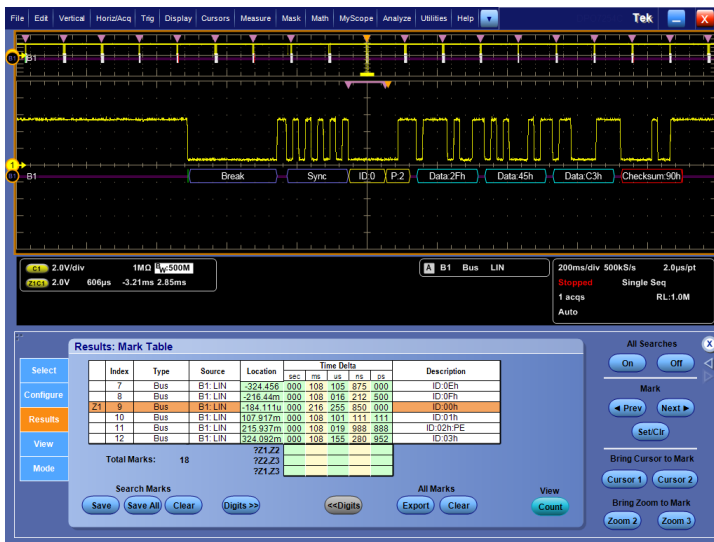 File Edit Vertical Horiz/Acq Trig Display Cursors Measure Mask Math MyScope Analyze Utilities Help Tek X
B1 B1
1
B1 B1 Break Sync ID:0 P:2 Data:2Fh Data:45h Data:C3h Checksum:90h
C1 2.0V/div 1MΩ BW:500M A B1 Bus LIN 200ms/div 500kS/s 2.0µs/pt
Z1C1 2.0V 606µs -3.21ms 2.85ms Stopped Single Seq
1 acqs RL:1.0M
Auto
Results: Mark Table All Searches X
Select Configure Results View Mode
Index Type Source Location Time Delta Description
sec ms us ns ps
7 Bus B1: LIN -324.456 000 108 105 875 000 ID:0Eh
8 Bus B1: LIN -216.44m 000 108 016 212 500 ID:0Fh
Z1 9 Bus B1: LIN -184.111u 000 216 255 850 000 ID:00h
10 Bus B1: LIN 107.917m 000 108 101 111 111 ID:01h
11 Bus B1: LIN 215.937m 000 108 019 988 888 ID:02h:PE
12 Bus B1: LIN 324.092m 000 108 155 280 952 ID:03h
Total Marks: 18
?Z1,Z2
?Z2,Z3
?Z1,Z3
Search Marks All Marks View
Save Save All Clear Digits >> <<Digits Export Clear Count
On Off
Mark
◄ Prev Next ►
Set/Clr
Bring Cursor to Mark
Cursor 1 Cursor 2
Bring Zoom to Mark
Zoom 2 Zoom 3